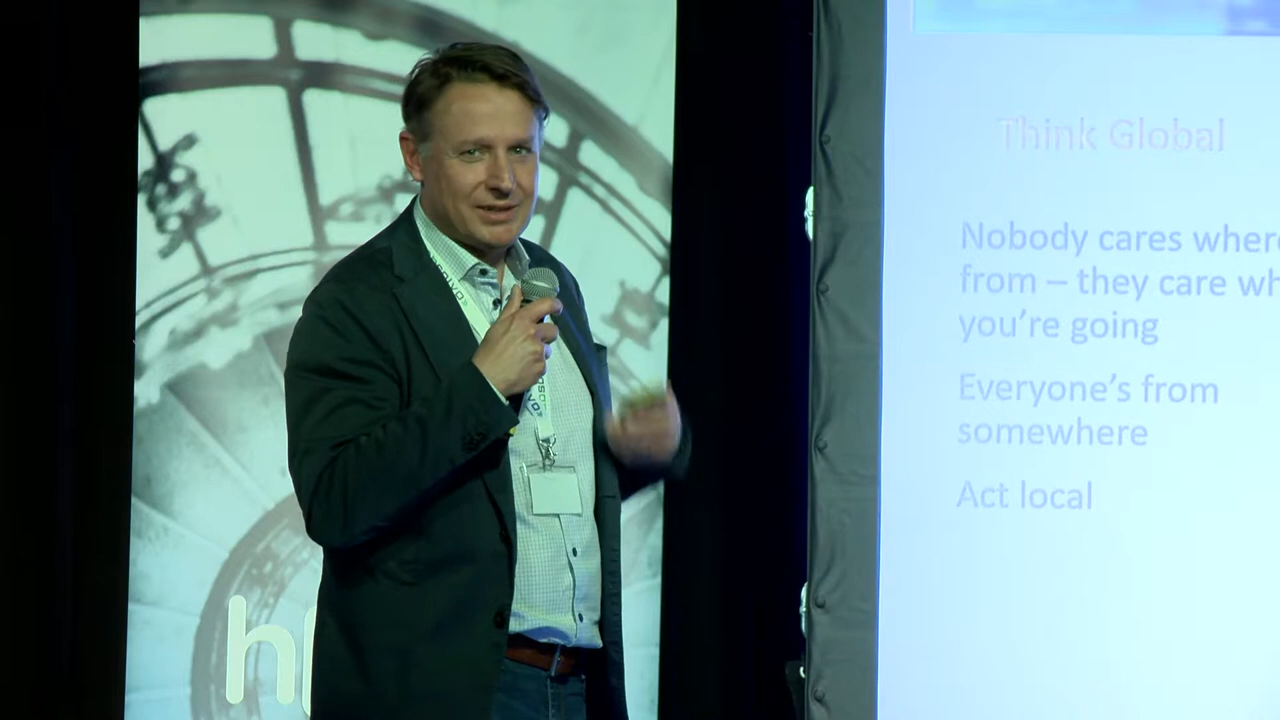 Think Global
Nobody cares where
from – they care wh
you're going
Everyone's from
somewhere
Act local
h